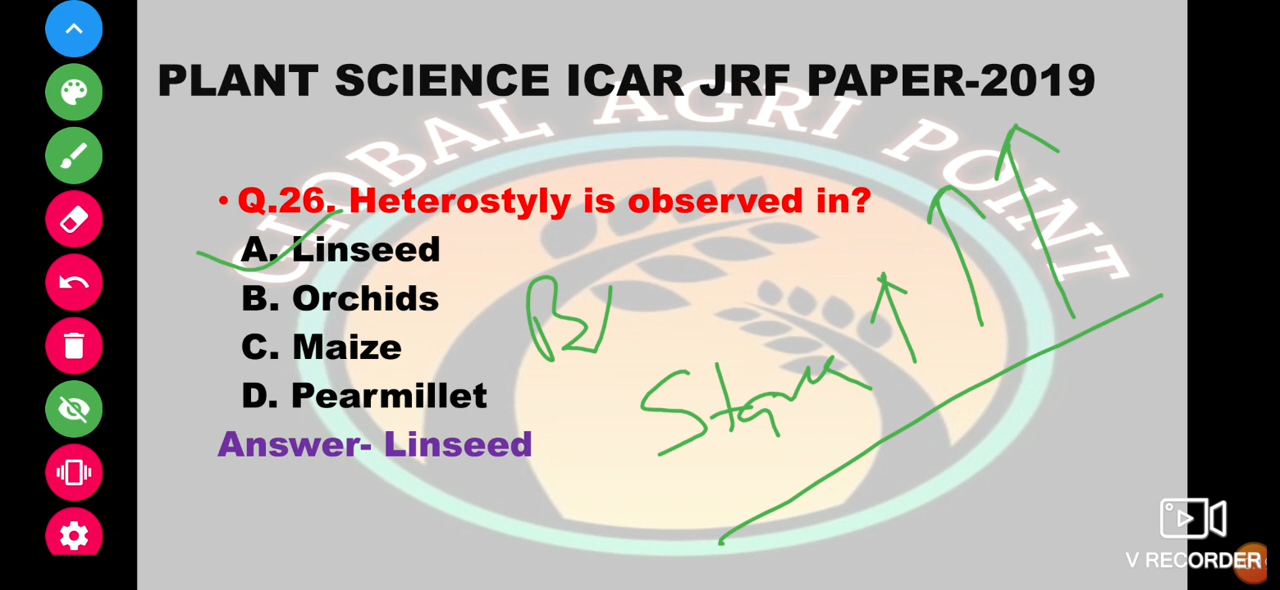 PLANT SCIENCE ICAR JRF PAPER-2019
GLOBAL AGRI POINT
• Q.26. Heterostyly is observed in?
A. Linseed
B. Orchids
C. Maize
D. Pearmillet
Answer- Linseed
V RECORDER